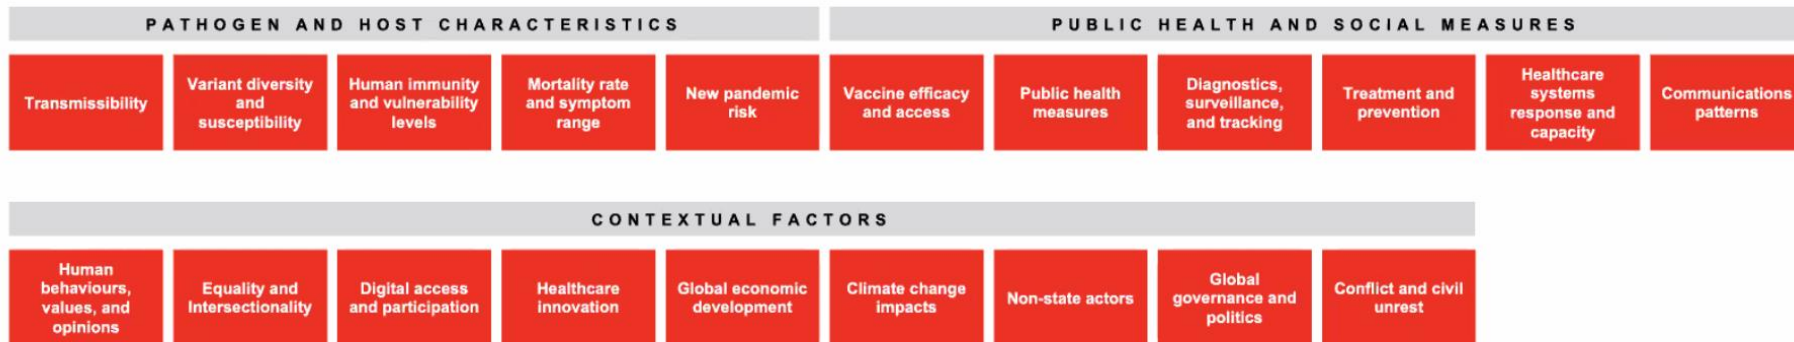 PATHOGEN AND HOST CHARACTERISTICS
PUBLIC HEALTH AND SOCIAL MEASURES
Transmissibility
Variant diversity
and
susceptibility
Human immunity
and vulnerability
levels
Mortality rate
and symptom
range
New pandemic
risk
Vaccine efficacy
and access
Public health
measures
Diagnostics,
surveillance,
and tracking
Treatment and
prevention
Healthcare
systems
response and
capacity
Communications
patterns
CONTEXTUAL FACTORS
Human
behaviours,
values, and
opinions
Equality and
Intersectionality
Digital access
and participation
Healthcare
innovation
Global economic
development
Climate change
impacts
Non-state actors
Global
governance and
politics
Conflict and civil
unrest